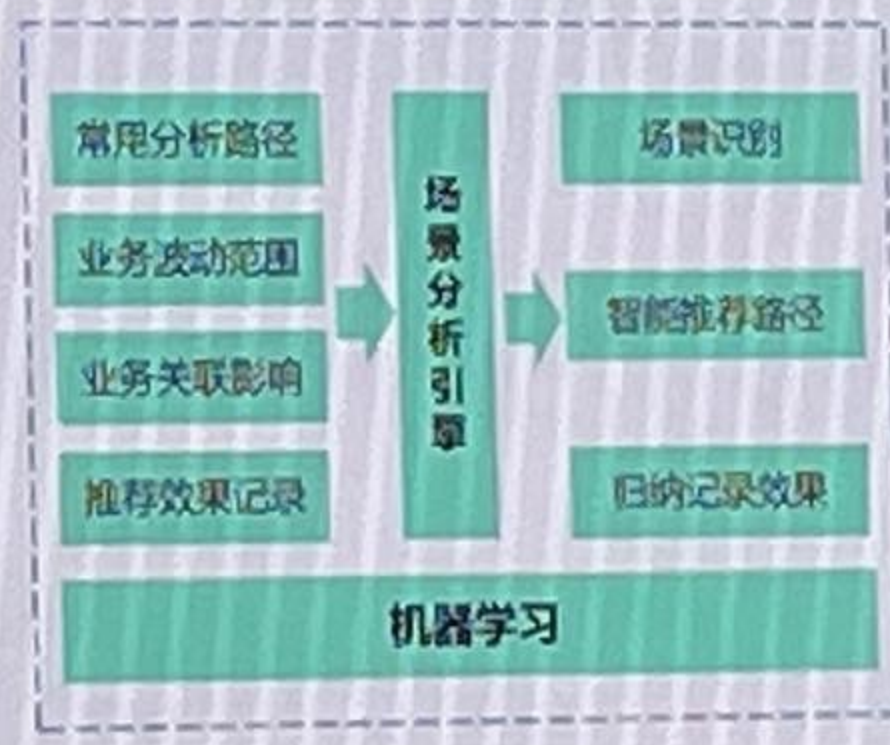 常用分析路径
业务波动范围
业务关联影响
推荐效果记录
场景分析引擎
场景识别
智能推荐路径
归纳记录效果
机器学习